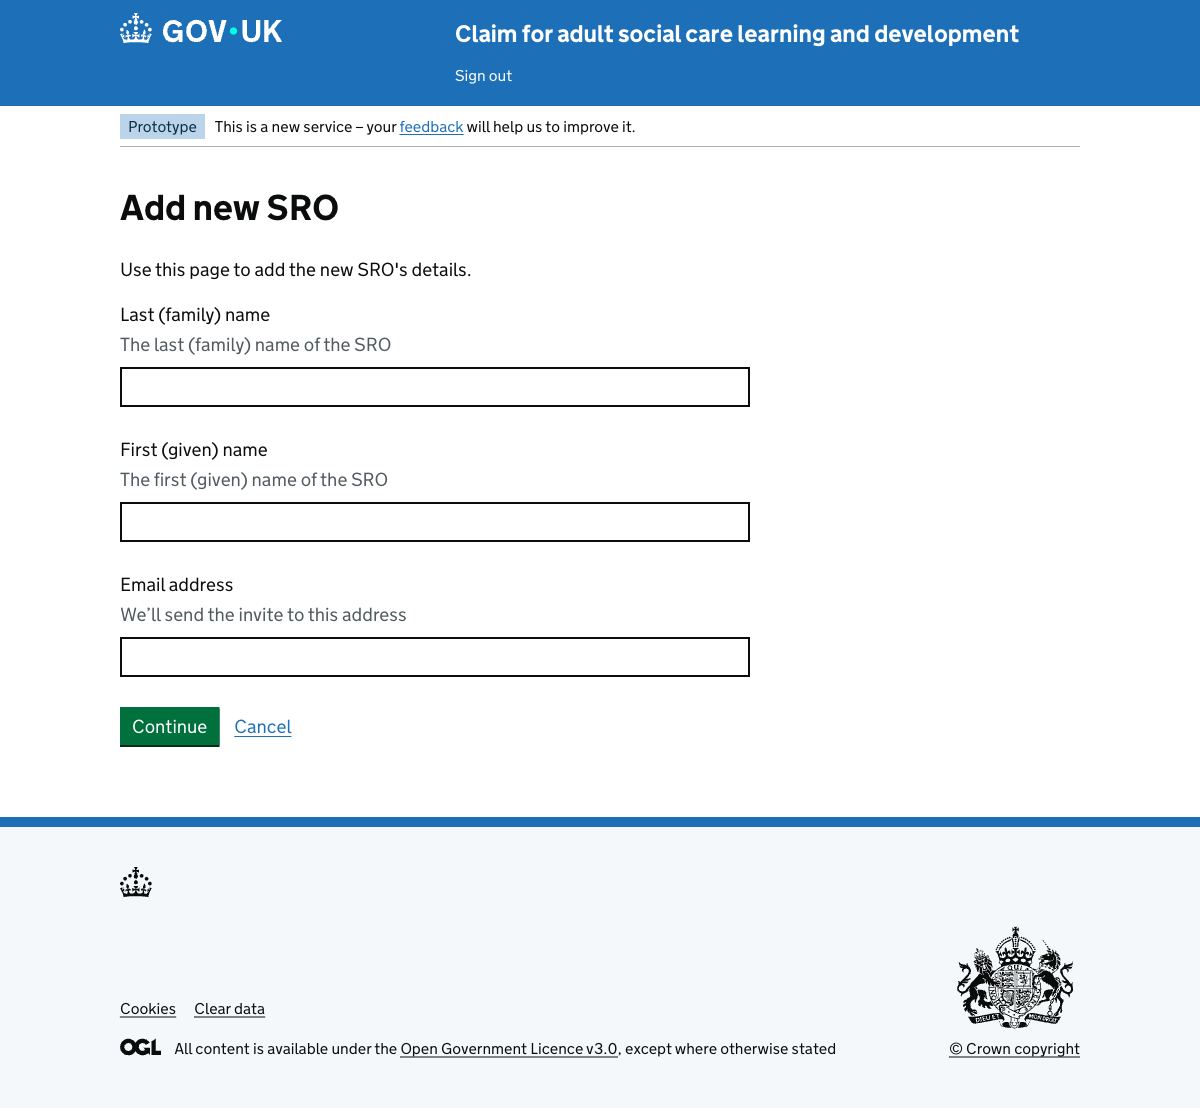 GOV·UK
Claim for adult social care learning and development
Sign out
Prototype This is a new service – your feedback will help us to improve it.
Add new SRO
Use this page to add the new SRO's details.
Last (family) name
The last (family) name of the SRO
First (given) name
The first (given) name of the SRO
Email address
We’ll send the invite to this address
Continue Cancel
Cookies Clear data
OGL All content is available under the Open Government Licence v3.0, except where otherwise stated
© Crown copyright